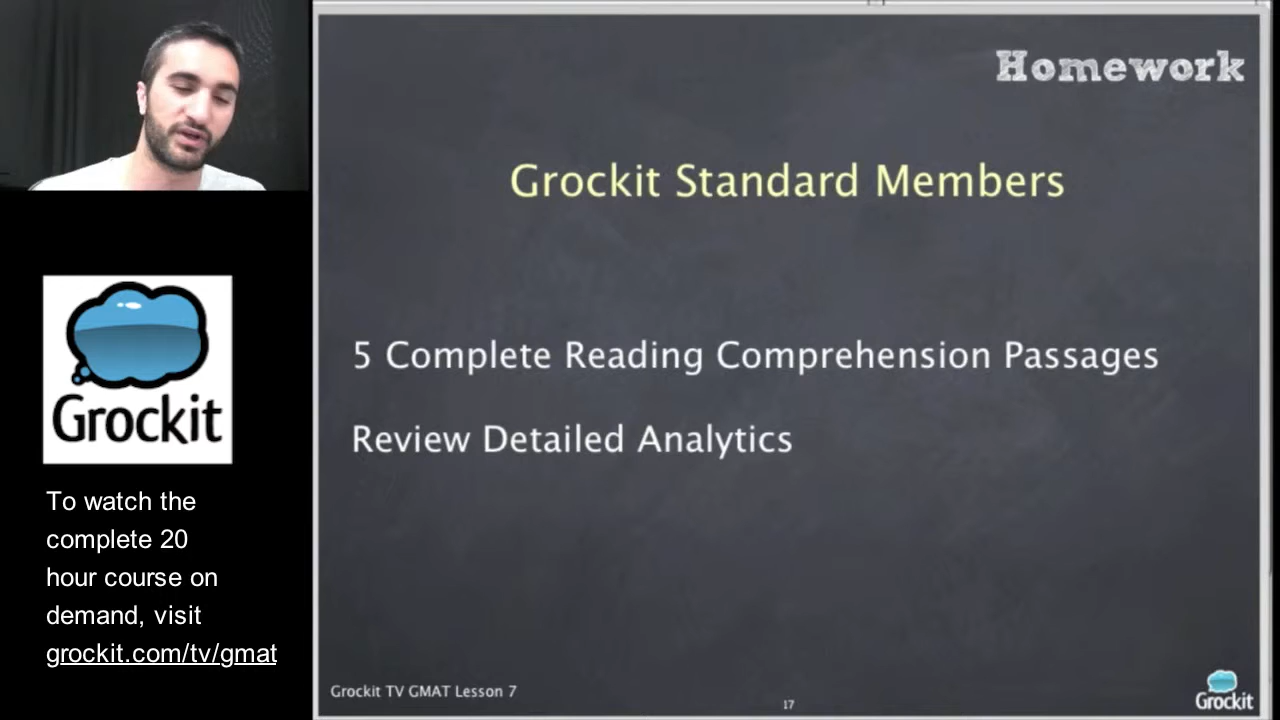 Homework
Grockit Standard Members
5 Complete Reading Comprehension Passages
Review Detailed Analytics
Grockit
To watch the
complete 20
hour course on
demand, visit
grockit.com/tv/gmat
Grockit TV GMAT Lesson 7
17
Grockit